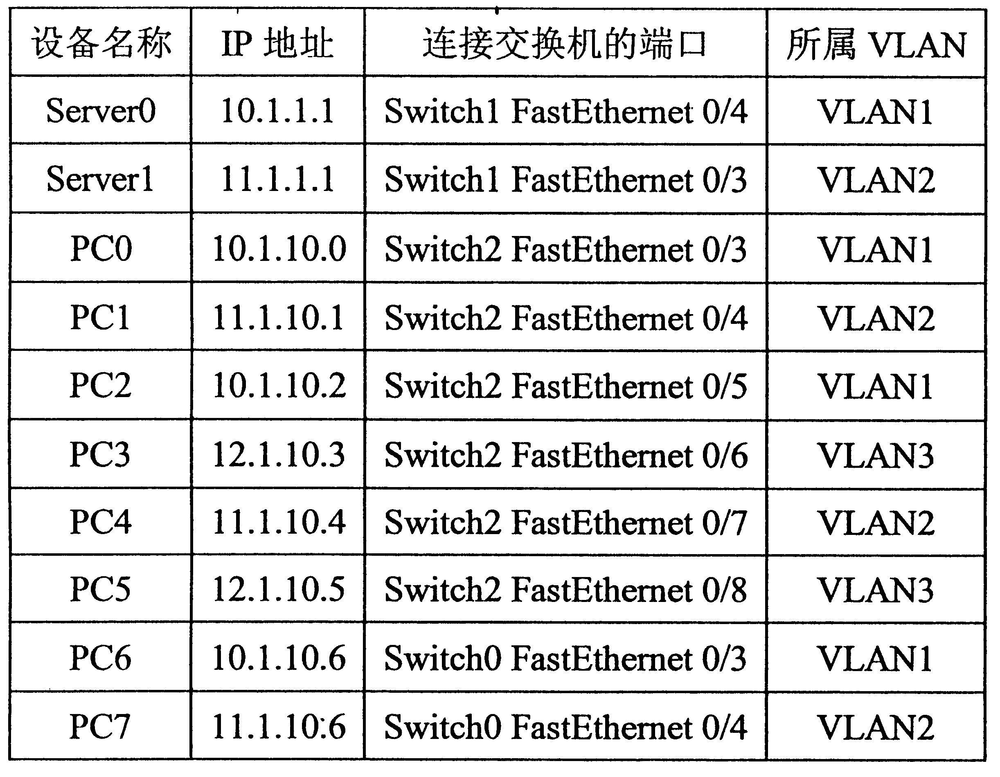 设备名称 IP 地址 连接交换机的端口 所属 VLAN
Server0 10.1.1.1 Switch1 FastEthernet 0/4 VLAN1
Server1 11.1.1.1 Switch1 FastEthernet 0/3 VLAN2
PC0 10.1.10.0 Switch2 FastEthernet 0/3 VLAN1
PC1 11.1.10.1 Switch2 FastEthernet 0/4 VLAN2
PC2 10.1.10.2 Switch2 FastEthernet 0/5 VLAN1
PC3 12.1.10.3 Switch2 FastEthernet 0/6 VLAN3
PC4 11.1.10.4 Switch2 FastEthernet 0/7 VLAN2
PC5 12.1.10.5 Switch2 FastEthernet 0/8 VLAN3
PC6 10.1.10.6 Switch0 FastEthernet 0/3 VLAN1
PC7 11.1.10.6 Switch0 FastEthernet 0/4 VLAN2